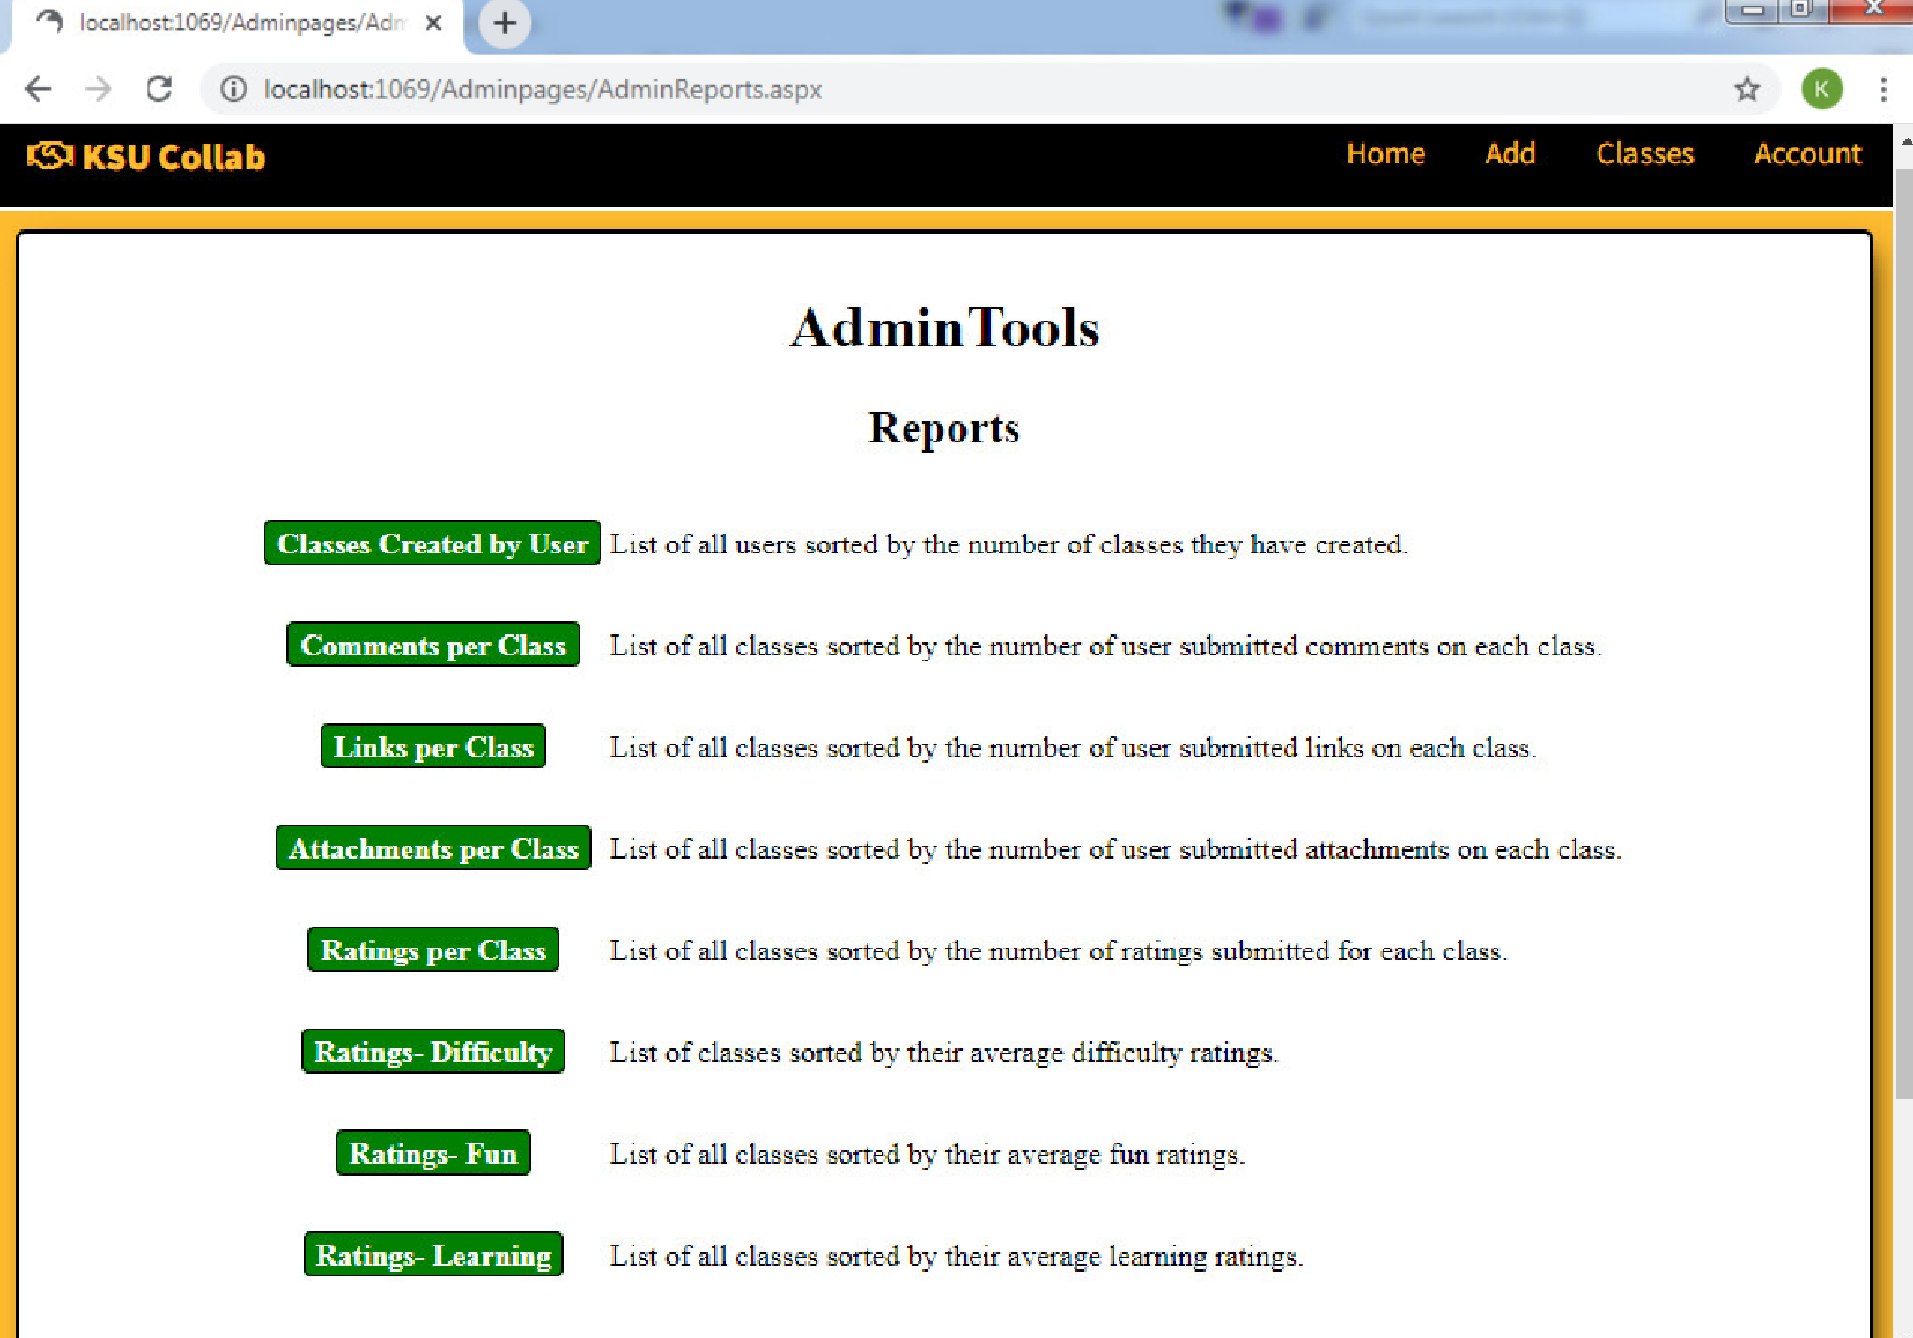 localhost:1069/Adminpages/Adm
localhost:1069/Adminpages/AdminReports.aspx
K
KSU Collab
Home
Add
Classes
Account
AdminTools
Reports
Classes Created by User List of all users sorted by the number of classes they have created.
Comments per Class List of all classes sorted by the number of user submitted comments on each class.
Links per Class List of all classes sorted by the number of user submitted links on each class.
Attachments per Class List of all classes sorted by the number of user submitted attachments on each class.
Ratings per Class List of all classes sorted by the number of ratings submitted for each class.
Ratings- Difficulty List of classes sorted by their average difficulty ratings.
Ratings- Fun List of all classes sorted by their average fun ratings.
Ratings- Learning List of all classes sorted by their average learning ratings.